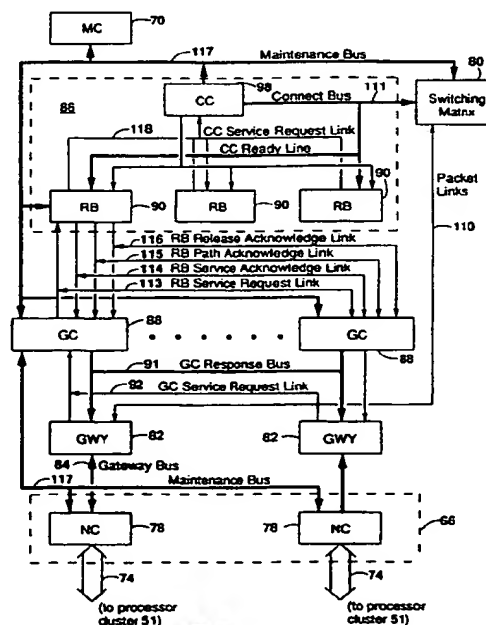 MC
70
117
Maintenance Bus
80
98
CC
Connect Bus
111
Switching
Matrix
86
118
CC Service Request Link
CC Ready Line
Packet
Links
110
RB
90
RB
90
RB
90
116 RB Release Acknowledge Link
115 RB Path Acknowledge Link
114 RB Service Acknowledge Link
113 RB Service Request Link
GC
88
GC
88
91
GC Response Bus
92
GC Service Request Link
GWY
82
82
GWY
84
Gateway Bus
117
Maintenance Bus
66
NC
78
78
NC
74
74
(to processor
cluster 51)
(to processor
cluster 51)